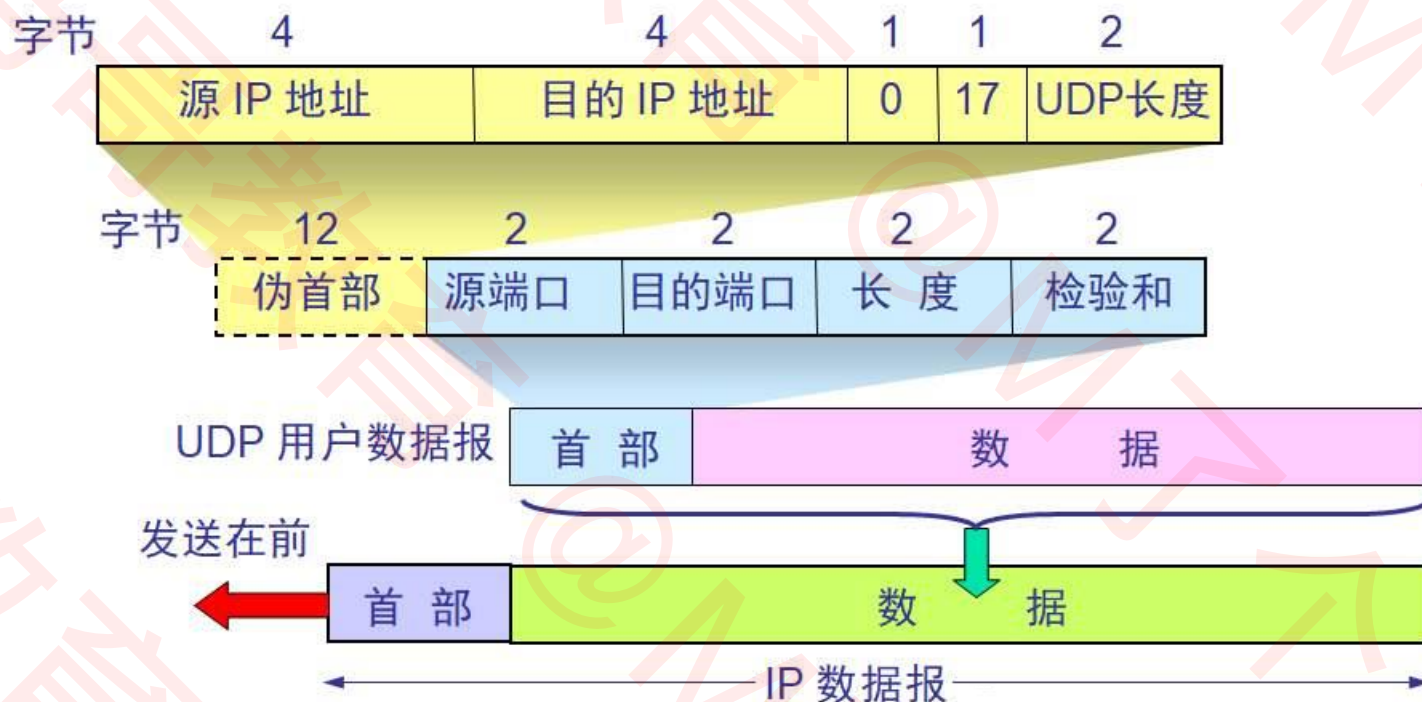 字节 4 4 1 1 2
源 IP 地址 目的 IP 地址 0 17 UDP长度
字节 12 2 2 2 2
伪首部 源端口 目的端口 长 度 检验和
UDP 用户数据报 首 部 数 据
发送在前
首 部 数 据
IP 数据报